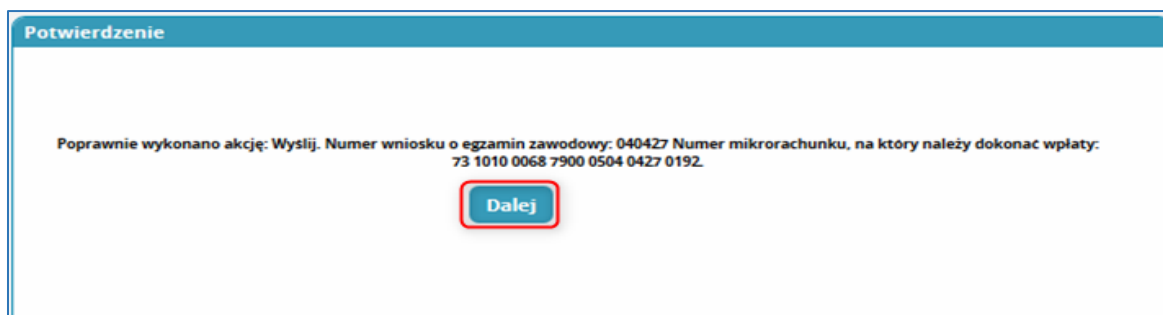 Potwierdzenie
Poprawnie wykonano akcję: Wyślij. Numer wniosku o egzamin zawodowy: 040427 Numer mikrorachunku, na który należy dokonać wpłaty:
73 1010 0068 7900 0504 0427 0192.
Dalej